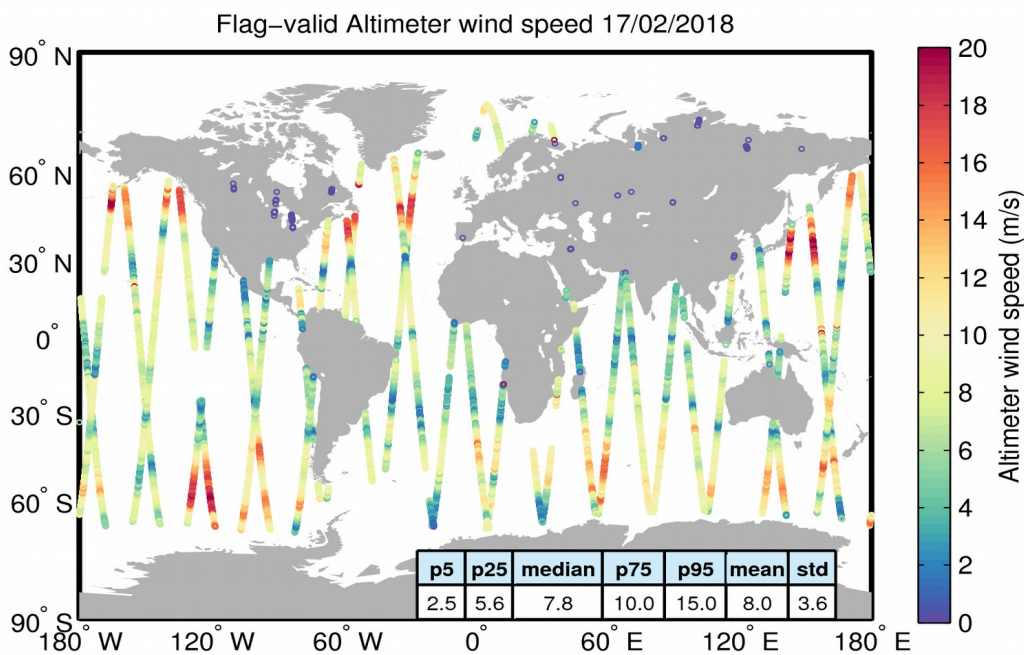 Flag−valid Altimeter wind speed 17/02/2018
90° N
60° N
30° N
0°
30° S
60° S
90° S
180° W
120° W
60° W
0°
60° E
120° E
180° E
p5 p25 median p75 p95 mean std
2.5 5.6 7.8 10.0 15.0 8.0 3.6
20
18
16
14
12
10
8
6
4
2
0
Altimeter wind speed (m/s)